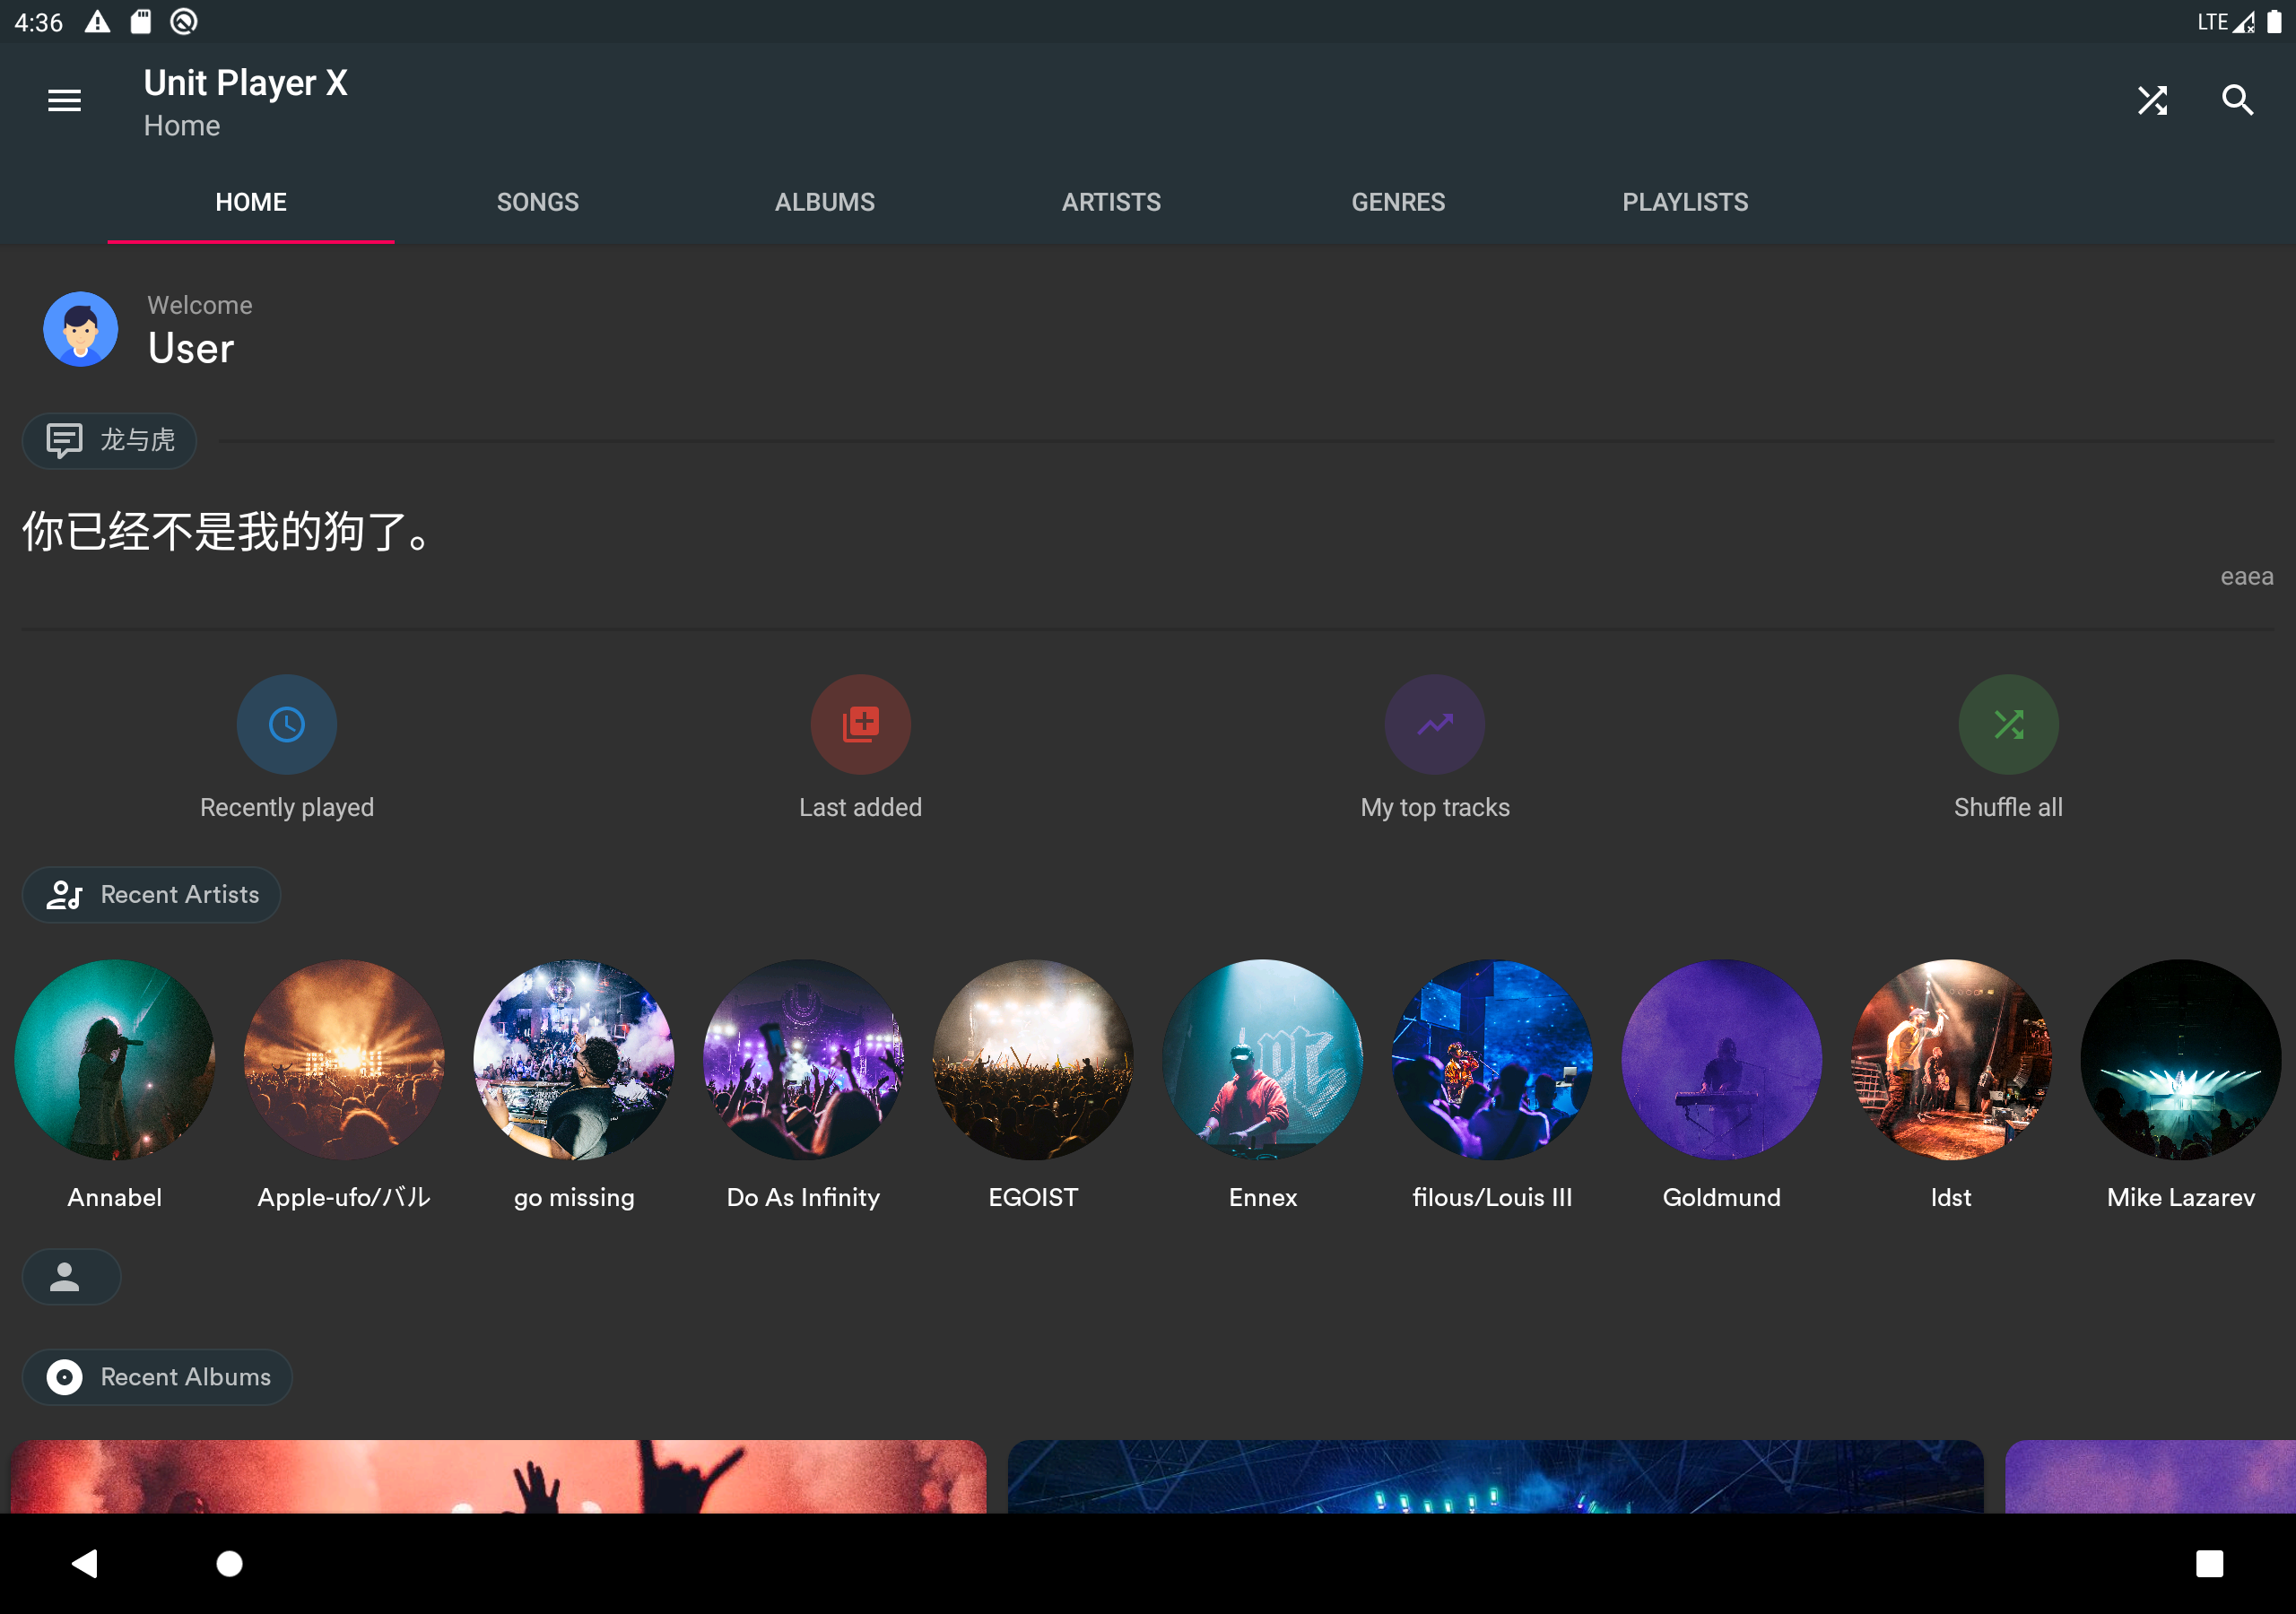 4:36
LTE
Unit Player X
Home
HOME
SONGS
ALBUMS
ARTISTS
GENRES
PLAYLISTS
Welcome
User
龙与虎
你已经不是我的狗了。
eaea
Recently played
Last added
My top tracks
Shuffle all
Recent Artists
Annabel
Apple-ufo/バル
go missing
Do As Infinity
EGOIST
Ennex
filous/Louis III
Goldmund
ldst
Mike Lazarev
Recent Albums